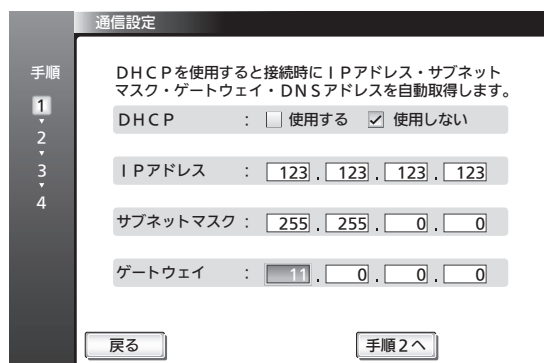 通信設定
手順
1
2
3
4
DHCPを使用すると接続時にIPアドレス・サブネット
マスク・ゲートウェイ・DNSアドレスを自動取得します。
DHCP : 使用する 使用しない
IPアドレス : 123 . 123 . 123 . 123
サブネットマスク : 255 . 255 . 0 . 0
ゲートウェイ : 11 . 0 . 0 . 0
戻る 手順2へ